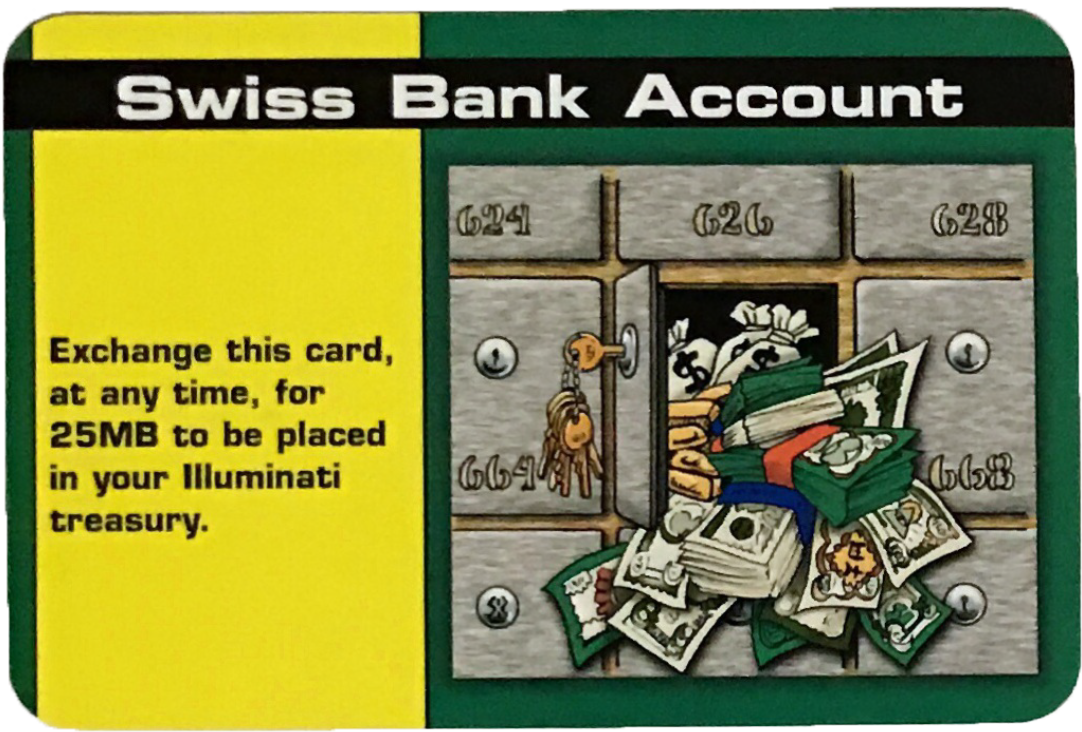 Swiss Bank Account
Exchange this card,
at any time, for
25MB to be placed
in your Illuminati
treasury.
624 626 628
$ $
664 668